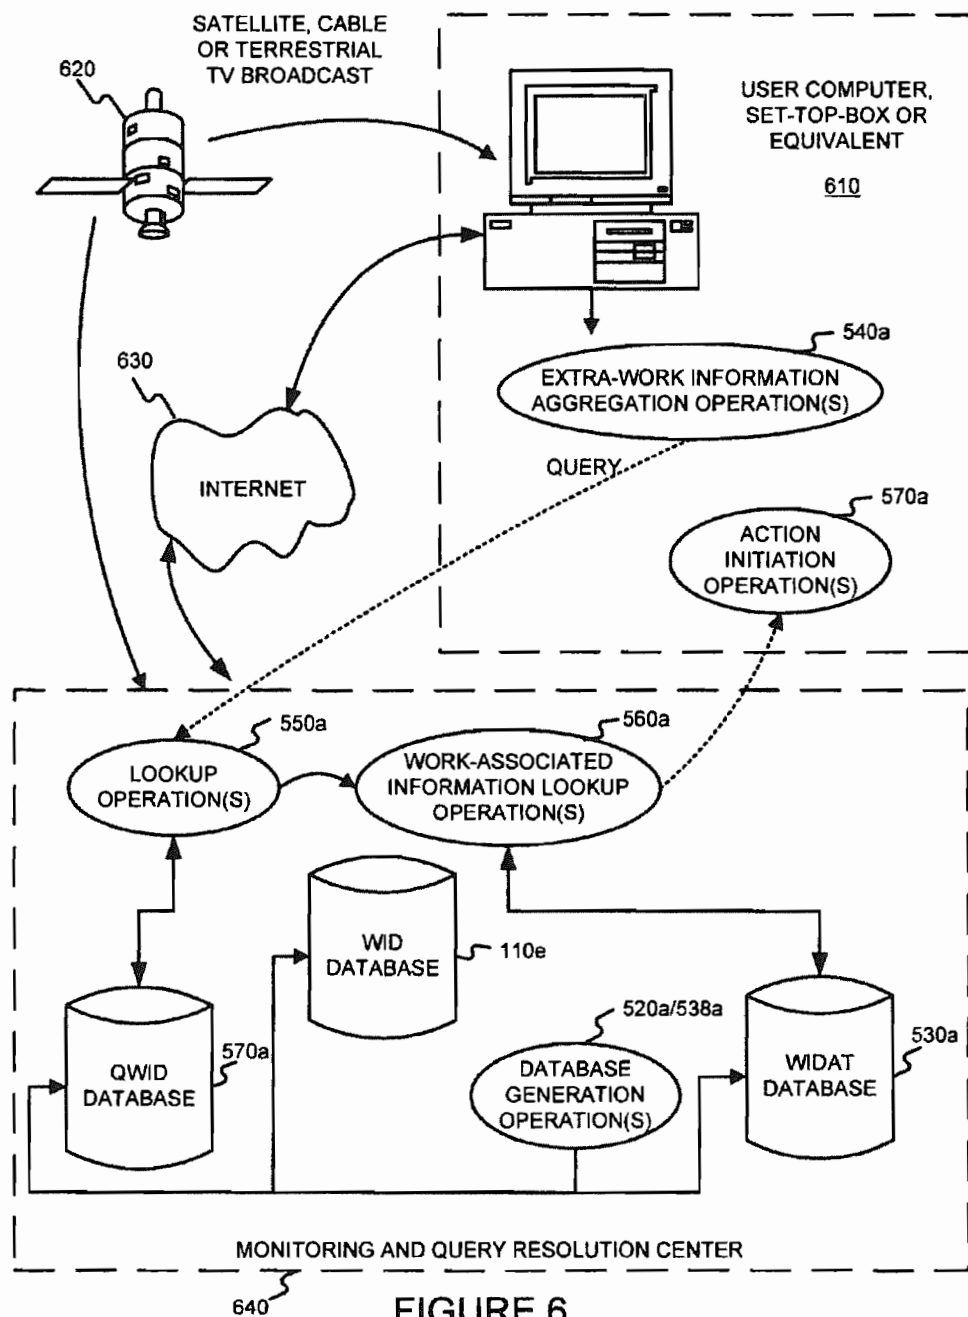 SATELLITE, CABLE
OR TERRESTRIAL
TV BROADCAST
620
USER COMPUTER,
SET-TOP-BOX OR
EQUIVALENT
610
630
INTERNET
540a
EXTRA-WORK INFORMATION
AGGREGATION OPERATION(S)
QUERY
570a
ACTION
INITIATION
OPERATION(S)
550a
LOOKUP
OPERATION(S)
560a
WORK-ASSOCIATED
INFORMATION LOOKUP
OPERATION(S)
WID
DATABASE
110e
QWID
DATABASE
570a
520a/538a
DATABASE
GENERATION
OPERATION(S)
WIDAT
DATABASE
530a
MONITORING AND QUERY RESOLUTION CENTER
640
FIGURE 6